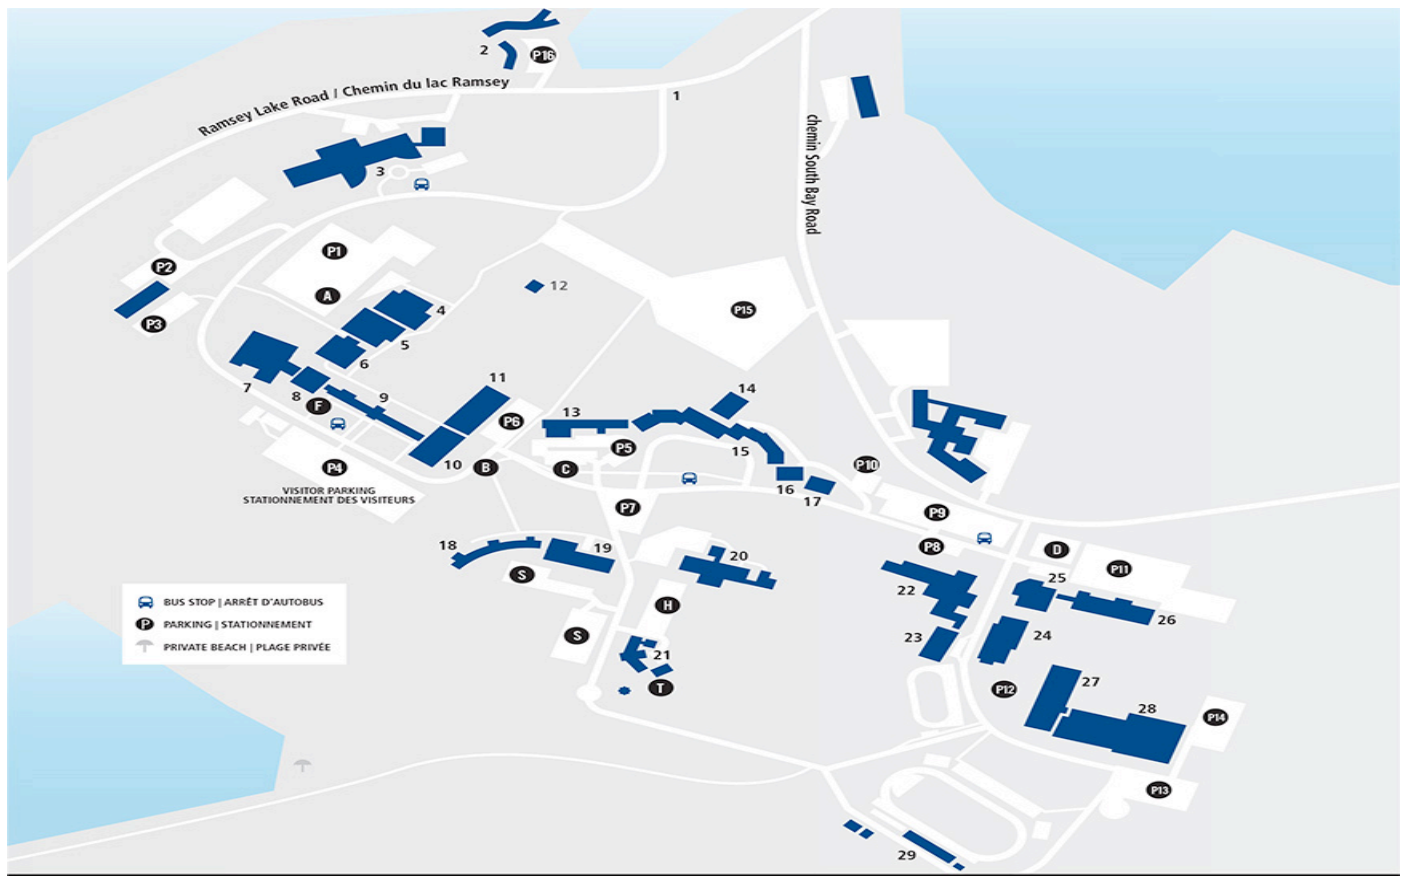 2
P16
Ramsey Lake Road / Chemin du lac Ramsey
1
chemin South Bay Road
3
P1
P2
A
12
P3
4
P15
5
6
7
8
9
11
14
F
13
P6
P5
15
P4
10
B
C
P10
16
17
VISITOR PARKING
STATIONNEMENT DES VISITEURS
P7
P9
18
19
20
P8
D
S
P11
25
22
H
26
BUS STOP | ARRÊT D'AUTOBUS
P PARKING | STATIONNEMENT
PRIVATE BEACH | PLAGE PRIVÉE
S
23
24
21
T
P12
27
28
P14
P13
29